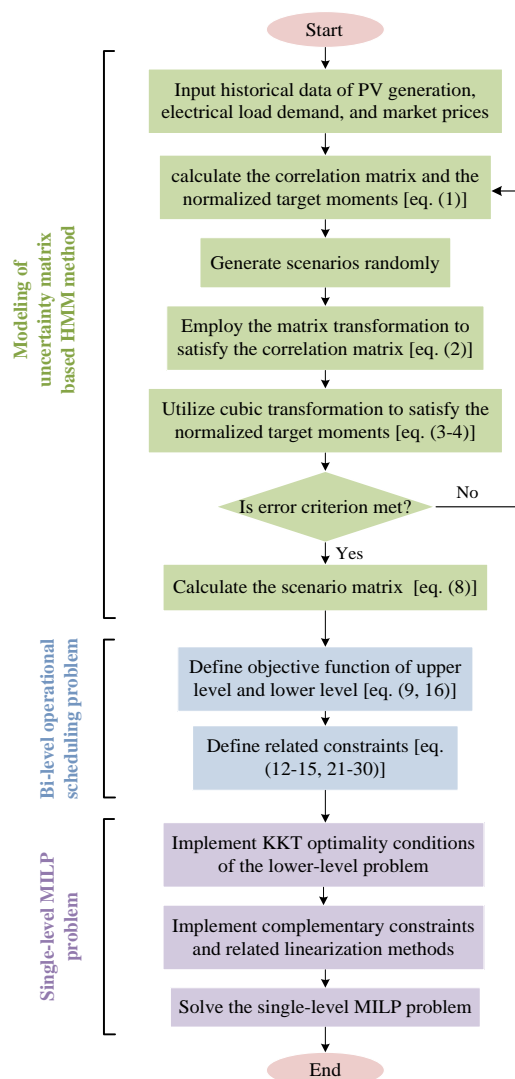 Start
Input historical data of PV generation,
electrical load demand, and market prices
calculate the correlation matrix and the
normalized target moments [eq. (1)]
Generate scenarios randomly
Employ the matrix transformation to
satisfy the correlation matrix [eq. (2)]
Utilize cubic transformation to satisfy the
normalized target moments [eq. (3-4)]
Is error criterion met?
No
Yes
Calculate the scenario matrix [eq. (8)]
Modeling of
uncertainty matrix
based HMM method
Define objective function of upper
level and lower level [eq. (9, 16)]
Define related constraints [eq.
(12-15, 21-30)]
Bi-level operational
scheduling problem
Implement KKT optimality conditions
of the lower-level problem
Implement complementary constraints
and related linearization methods
Solve the single-level MILP problem
Single-level MILP
problem
End